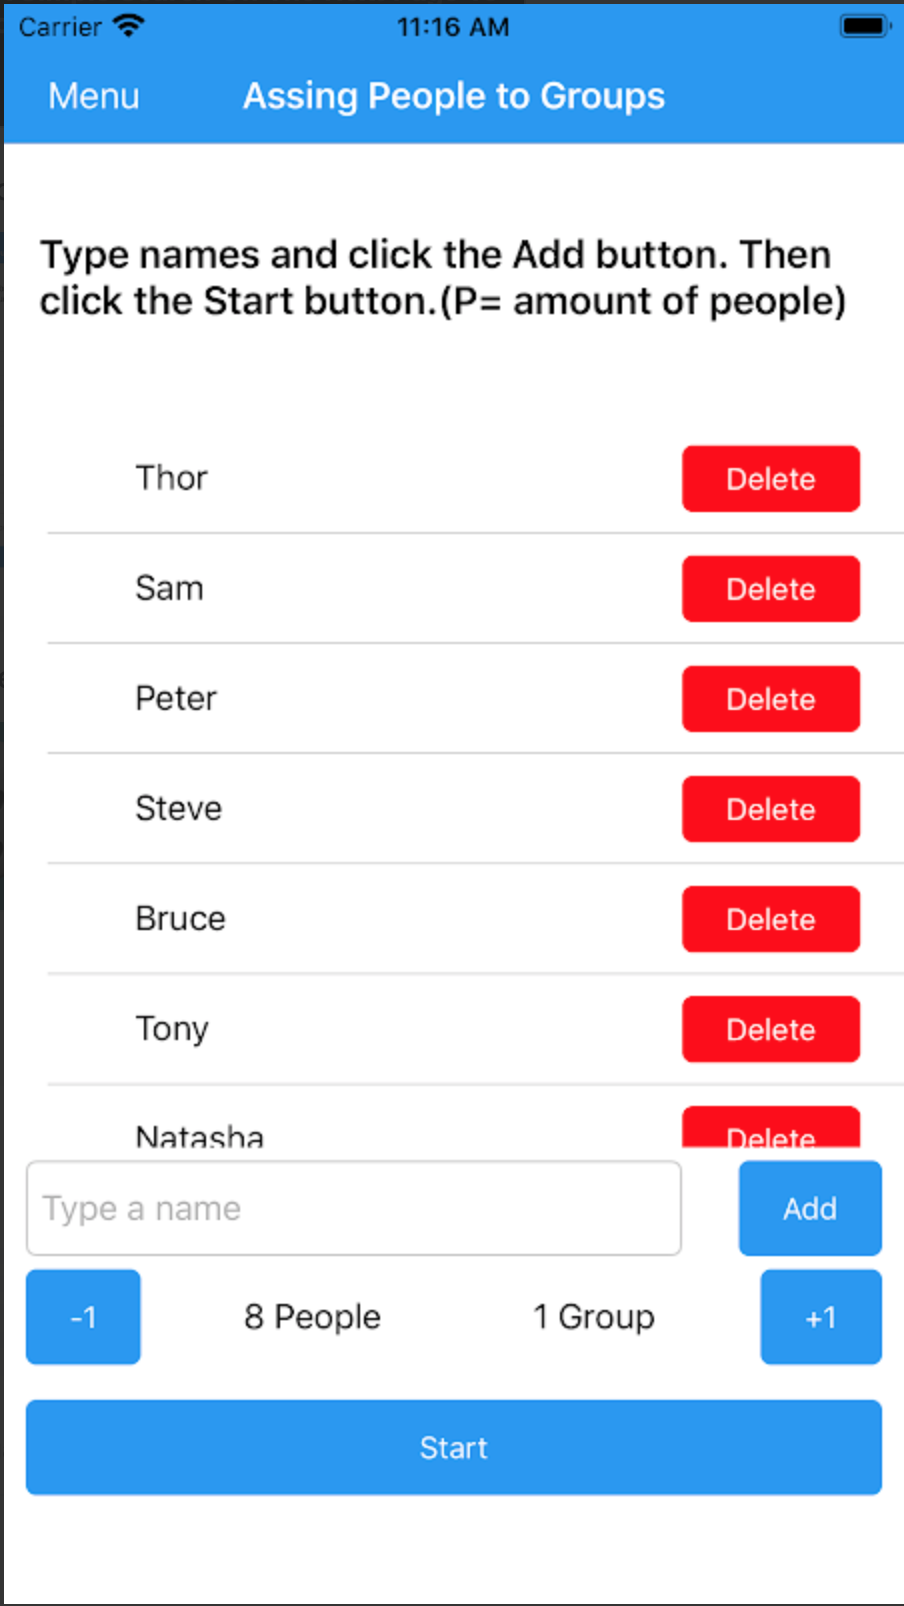 Carrier 11:16 AM
Menu Assing People to Groups
Type names and click the Add button. Then
click the Start button.(P= amount of people)
Thor Delete
Sam Delete
Peter Delete
Steve Delete
Bruce Delete
Tony Delete
Natasha Delete
Type a name Add
-1 8 People 1 Group +1
Start